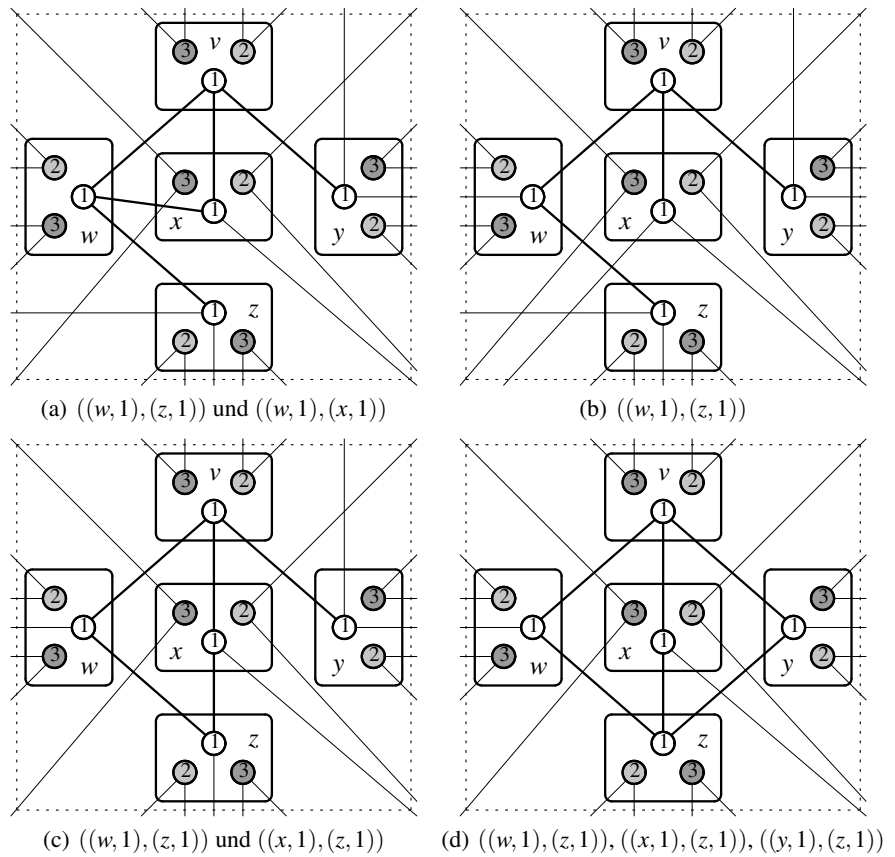 3 v 2
1
2 3
1 3 2 1
3 w x 1 y 2
1 z
2 3
(a) ((w,1),(z,1)) und ((w,1),(x,1))
3 v 2
1
2 3
1 3 2 1
3 w x 1 y 2
1 z
2 3
(b) ((w,1),(z,1))
3 v 2
1
2 3
1 3 2 1
3 w x 1 y 2
1 z
2 3
(c) ((w,1),(z,1)) und ((x,1),(z,1))
3 v 2
1
2 3
1 3 2 1
3 w x 1 y 2
1 z
2 3
(d) ((w,1),(z,1)), ((x,1),(z,1)), ((y,1),(z,1))